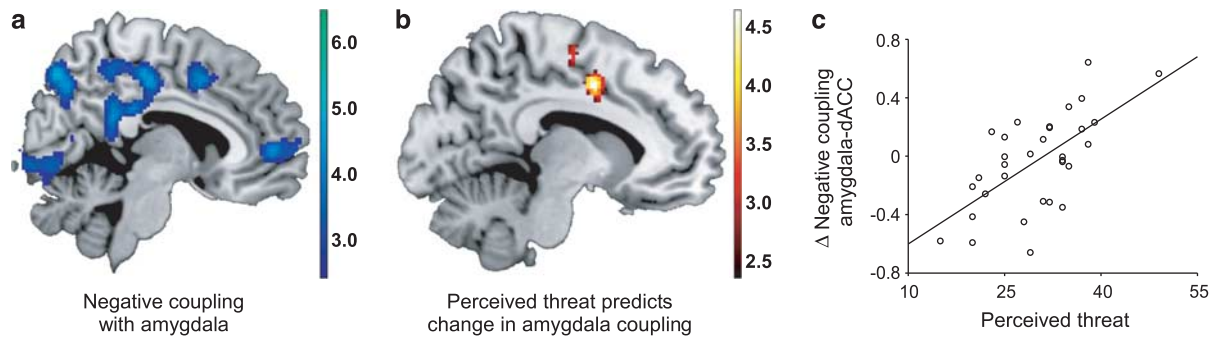 a
6.0
5.0
4.0
3.0
Negative coupling
with amygdala
b
4.5
4.0
3.5
3.0
2.5
Perceived threat predicts
change in amygdala coupling
c
Δ Negative coupling
amygdala-dACC
0.8
0.4
0
-0.4
-0.8
10 25 40 55
Perceived threat